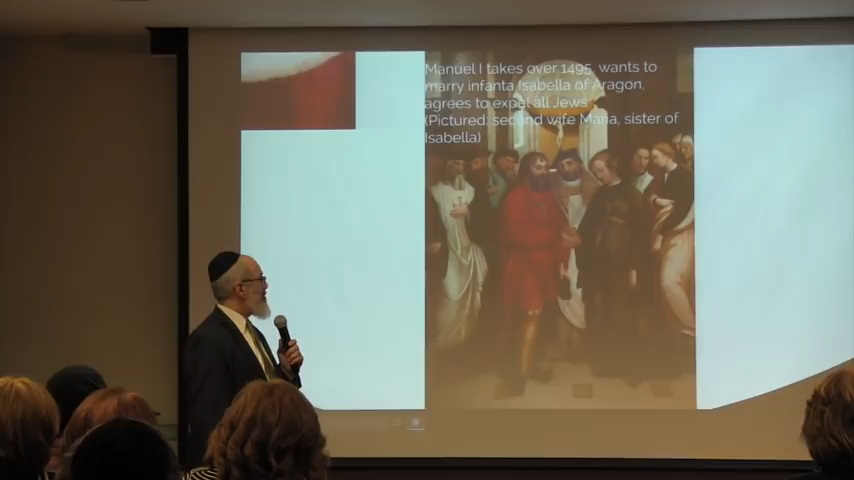 Manuel I takes over 1495, wants to
marry infanta Isabella of Aragon,
agrees to expel all Jews
(Pictured: second wife Maria, sister of
Isabella)